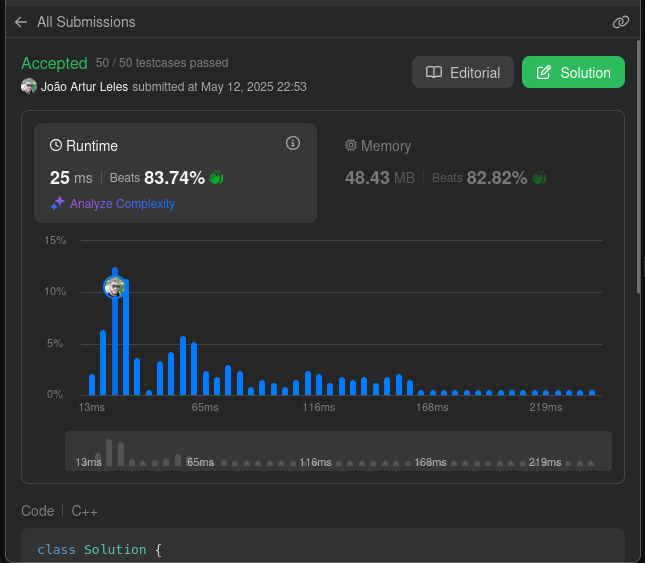 All Submissions
Accepted 50 / 50 testcases passed
João Artur Leles submitted at May 12, 2025 22:53
Editorial
Solution
Runtime
25 ms | Beats 83.74%
Analyze Complexity
Memory
48.43 MB | Beats 82.82%
15%
10%
5%
0%
13ms 65ms 116ms 168ms 219ms
13ms 65ms 116ms 168ms 219ms
Code | C++
class Solution {